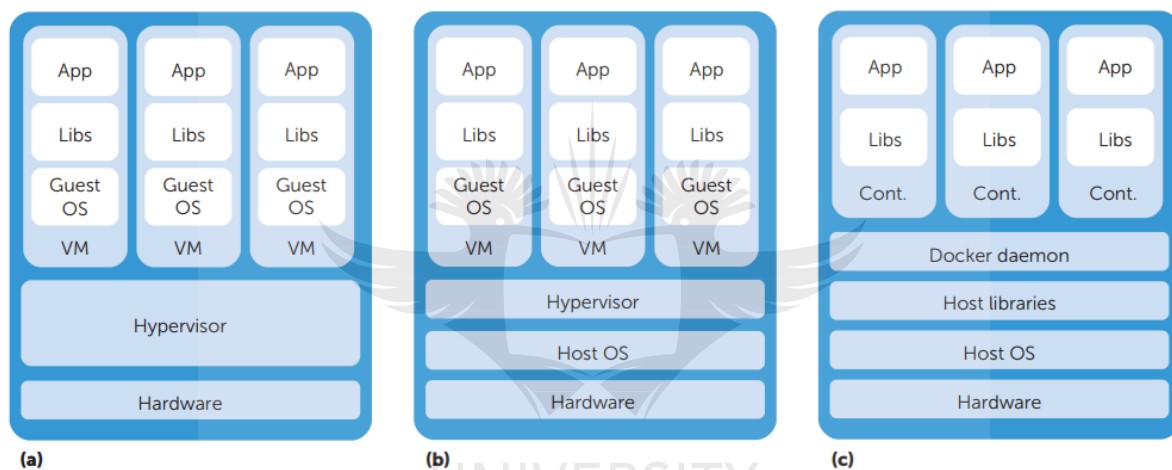 App App App
Libs Libs Libs
Guest Guest Guest
OS OS OS
VM VM VM
Hypervisor
Hardware
(a)
App App App
Libs Libs Libs
Guest Guest Guest
OS OS OS
VM VM VM
Hypervisor
Host OS
Hardware
(b)
App App App
Libs Libs Libs
Cont. Cont. Cont.
Docker daemon
Host libraries
Host OS
Hardware
(c)
UNIVERSITY